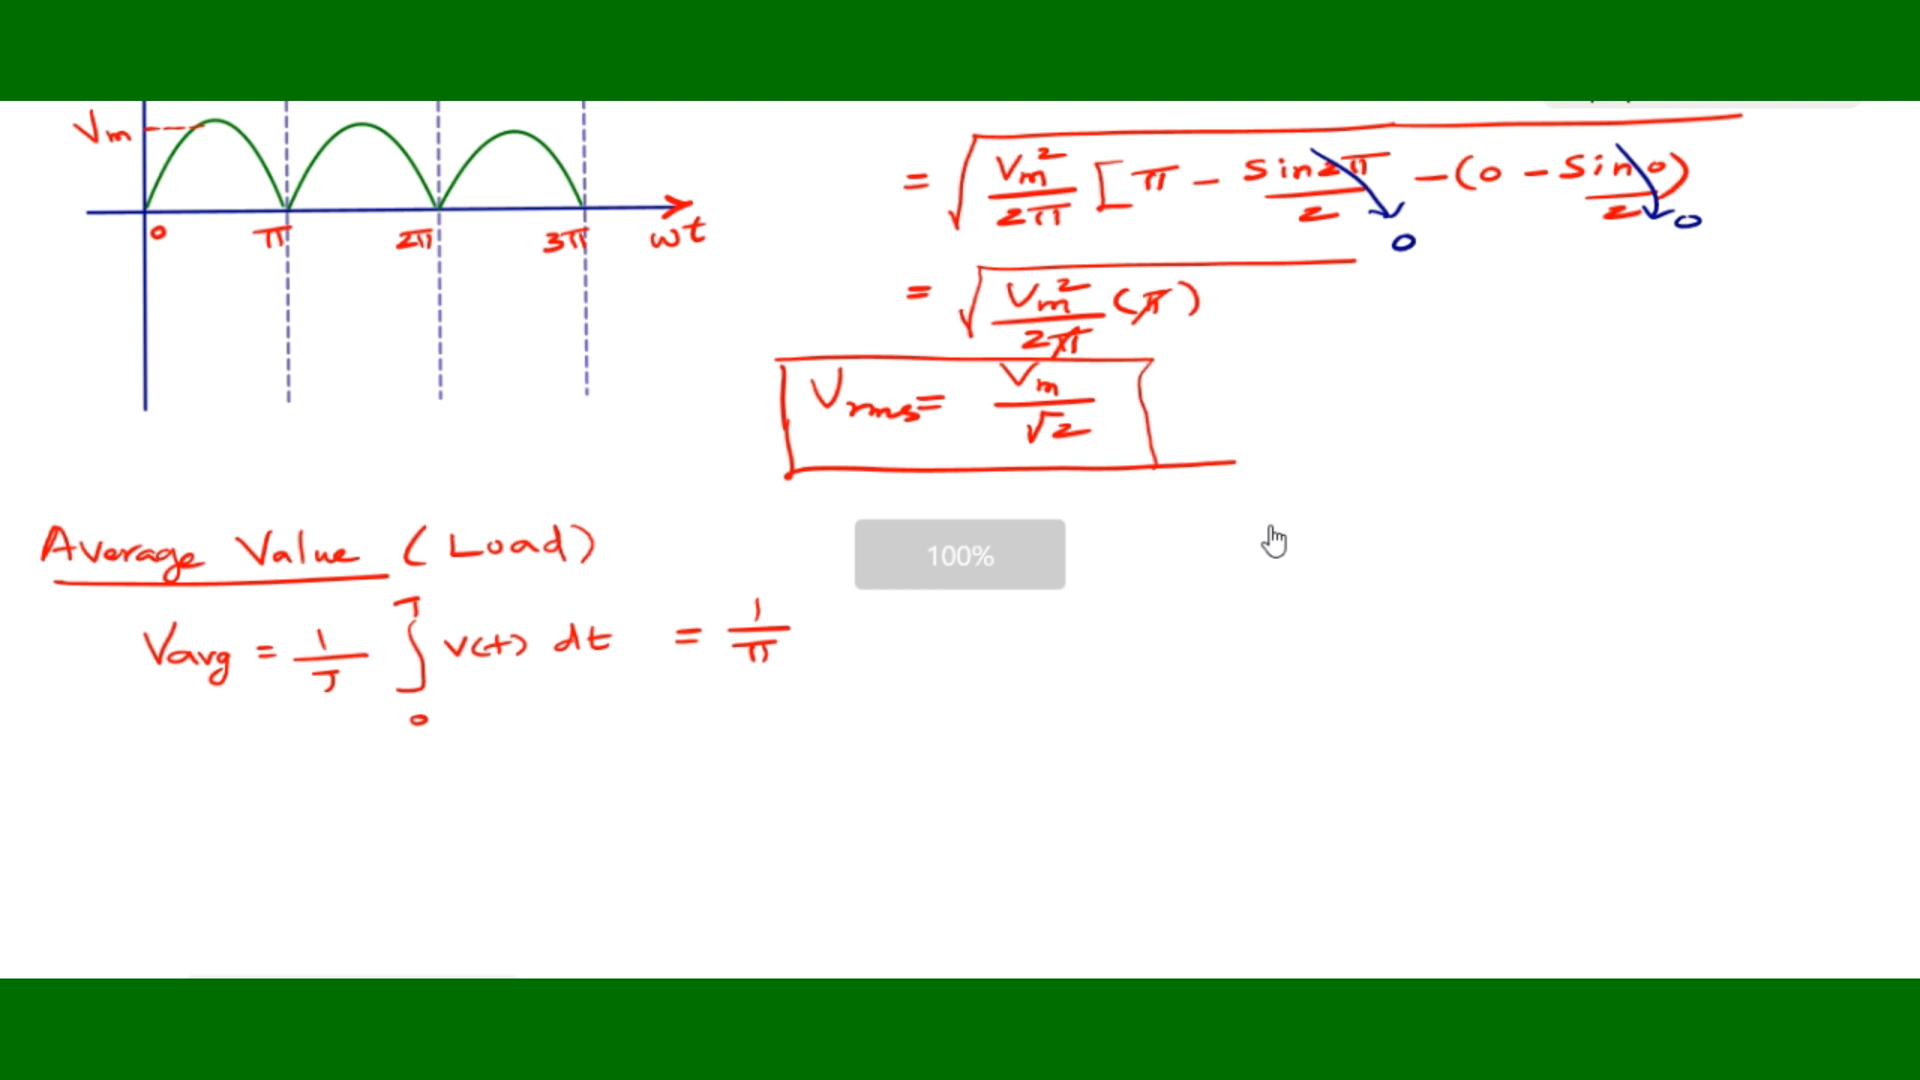 Vm
0 π 2π 3π ωt
= √(Vm²/2π [π - Sin2π/2 - (0 - Sin0/2)
0 0
= √(Vm²/2π (π))
Vrms = Vm/√2
Average Value (Load)
100%
Vavg = 1/T ∫₀ᵀ v(t) dt = 1/π